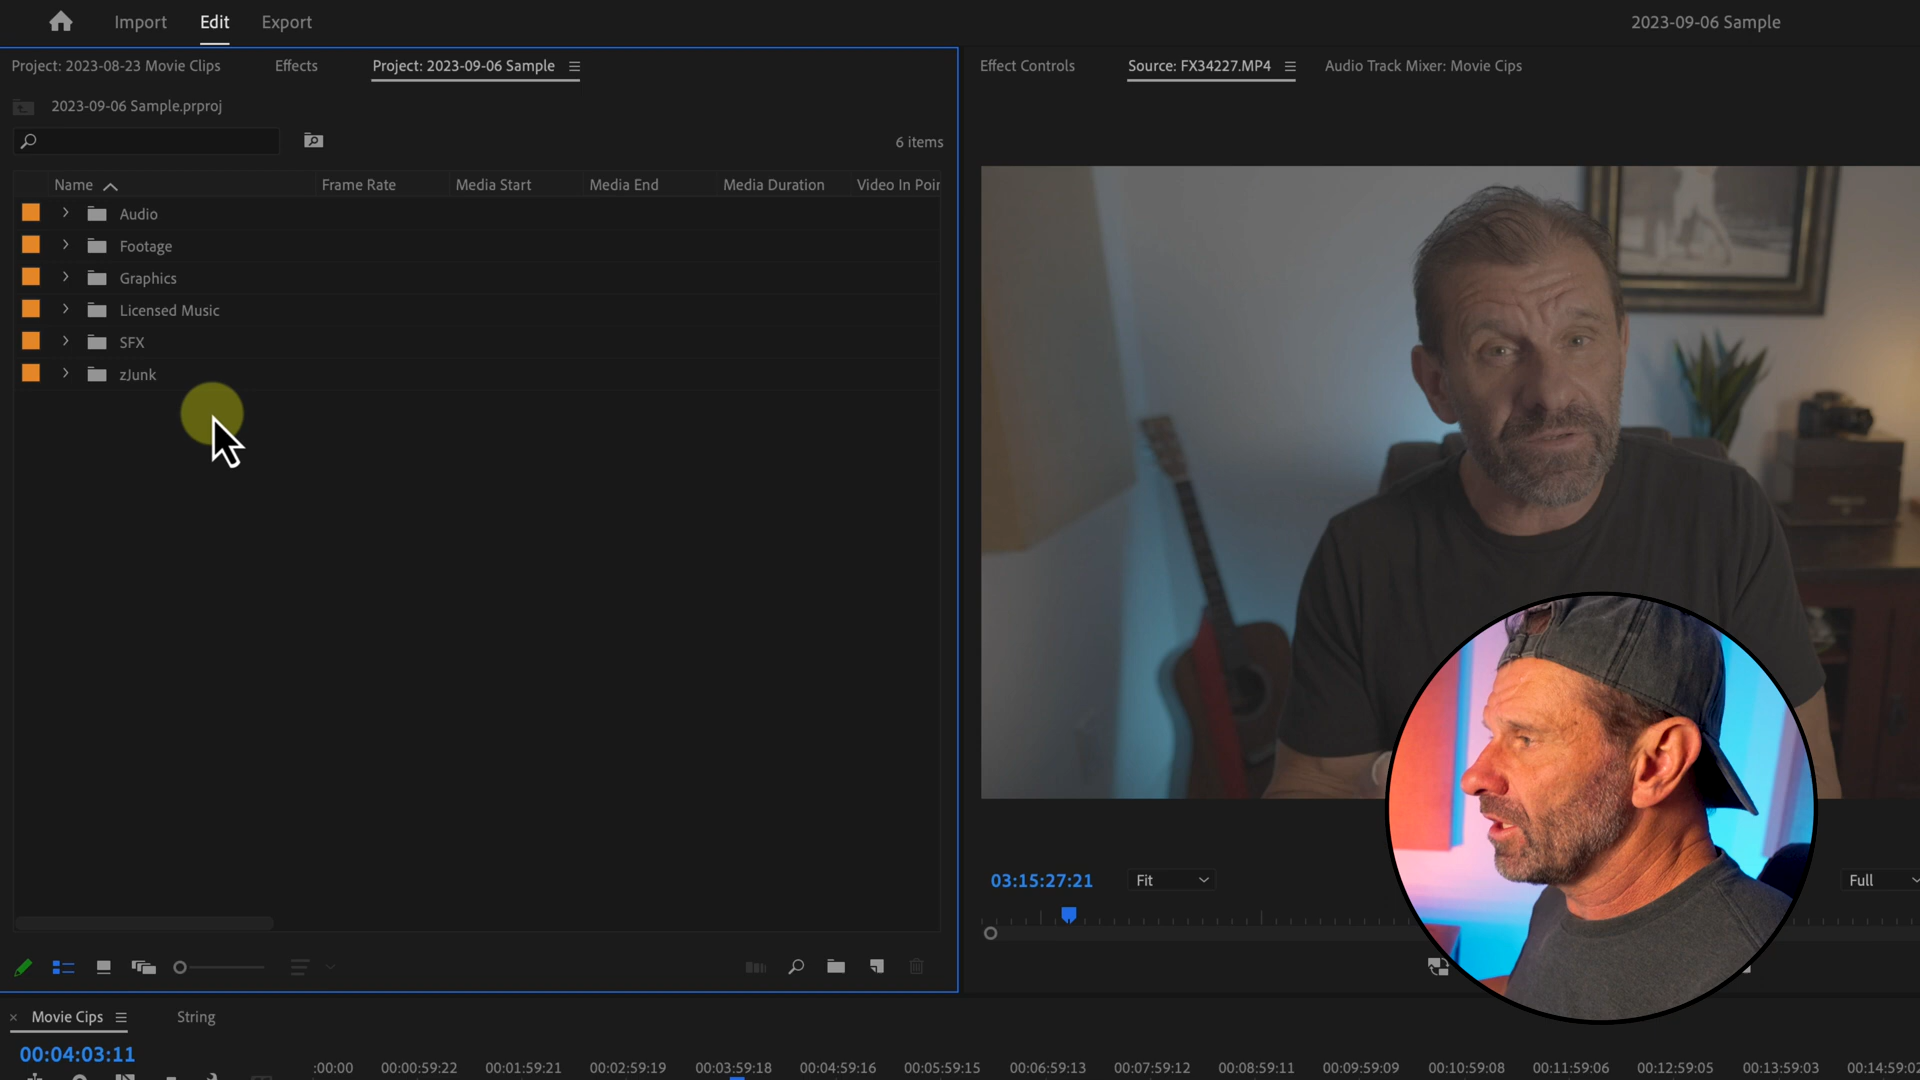 Import Edit Export 2023-09-06 Sample
Project: 2023-08-23 Movie Clips Effects Project: 2023-09-06 Sample
Effect Controls Source: FX34227.MP4 Audio Track Mixer: Movie Cips
2023-09-06 Sample.prproj
6 items
Name Frame Rate Media Start Media End Media Duration Video In Poir
Audio
Footage
Graphics
Licensed Music
SFX
zJunk
03:15:27:21 Fit Full
Movie Cips String
00:04:03:11
:00:00 00:00:59:22 00:01:59:21 00:02:59:19 00:03:59:18 00:04:59:16 00:05:59:15 00:06:59:13 00:07:59:12 00:08:59:11 00:09:59:09 00:10:59:08 00:11:59:06 00:12:59:05 00:13:59:03 00:14:59:02